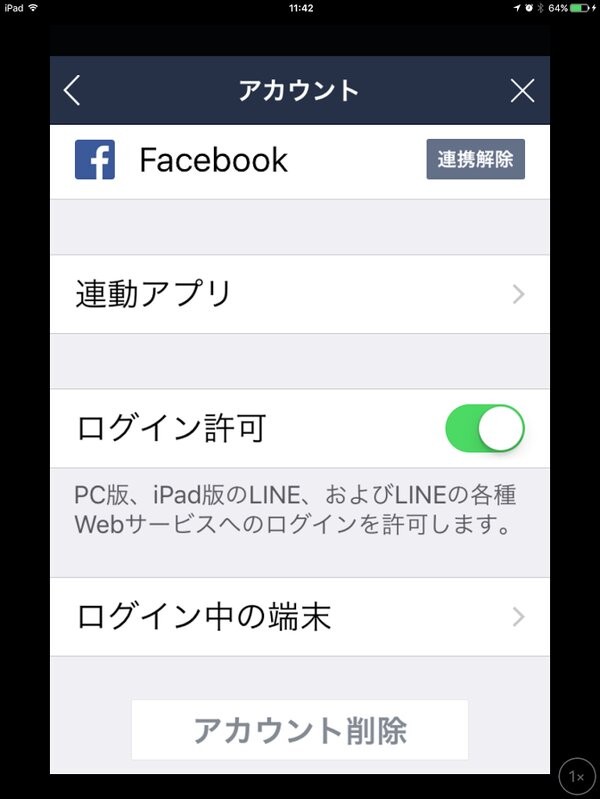 iPad 11:42 64%
アカウント
Facebook 連携解除
連動アプリ
ログイン許可
PC版、iPad版のLINE、およびLINEの各種
Webサービスへのログインを許可します。
ログイン中の端末
アカウント削除
1×